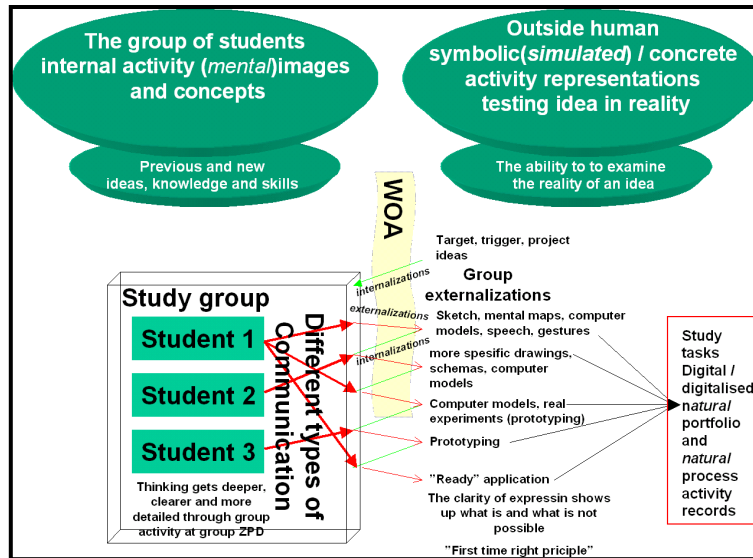 The group of students
internal activity (mental)images
and concepts
Outside human
symbolic(simulated) / concrete
activity representations
testing idea in reality
Previous and new
ideas, knowledge and skills
The ability to to examine
the reality of an idea
WOA
Target, trigger, project
ideas
internalizations
Group
externalizations
externalizations
internalizations
Study group
Student 1
Student 2
Student 3
Different types of
Communication
Thinking gets deeper,
clearer and more
detailed through group
activity at group ZPD
Sketch, mental maps, computer
models, speech, gestures
more spesific drawings,
schemas, computer
models
Computer models, real
experiments (prototyping)
Prototyping
"Ready" application
The clarity of expressin shows
up what is and what is not
possible
"First time right priciple"
Study
tasks
Digital /
digitalised
natural
portfolio
and
natural
process
activity
records